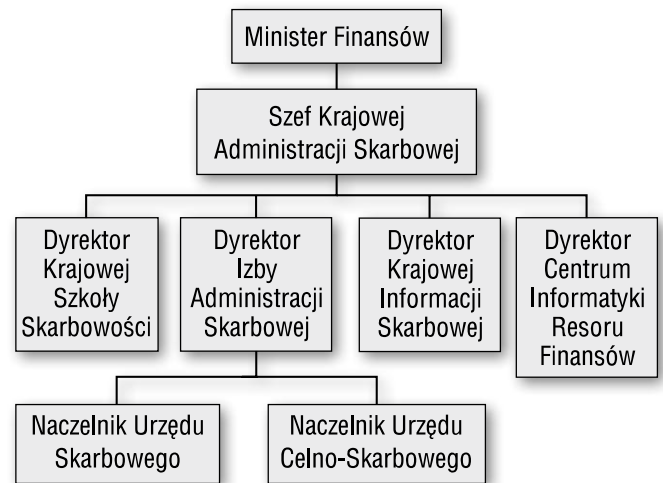 Minister Finansów
Szef Krajowej
Administracji Skarbowej
Dyrektor
Krajowej
Szkoły
Skarbowości
Dyrektor
Izby
Administracji
Skarbowej
Dyrektor
Krajowej
Informacji
Skarbowej
Dyrektor
Centrum
Informatyki
Resoru
Finansów
Naczelnik Urzędu
Skarbowego
Naczelnik Urzędu
Celno-Skarbowego